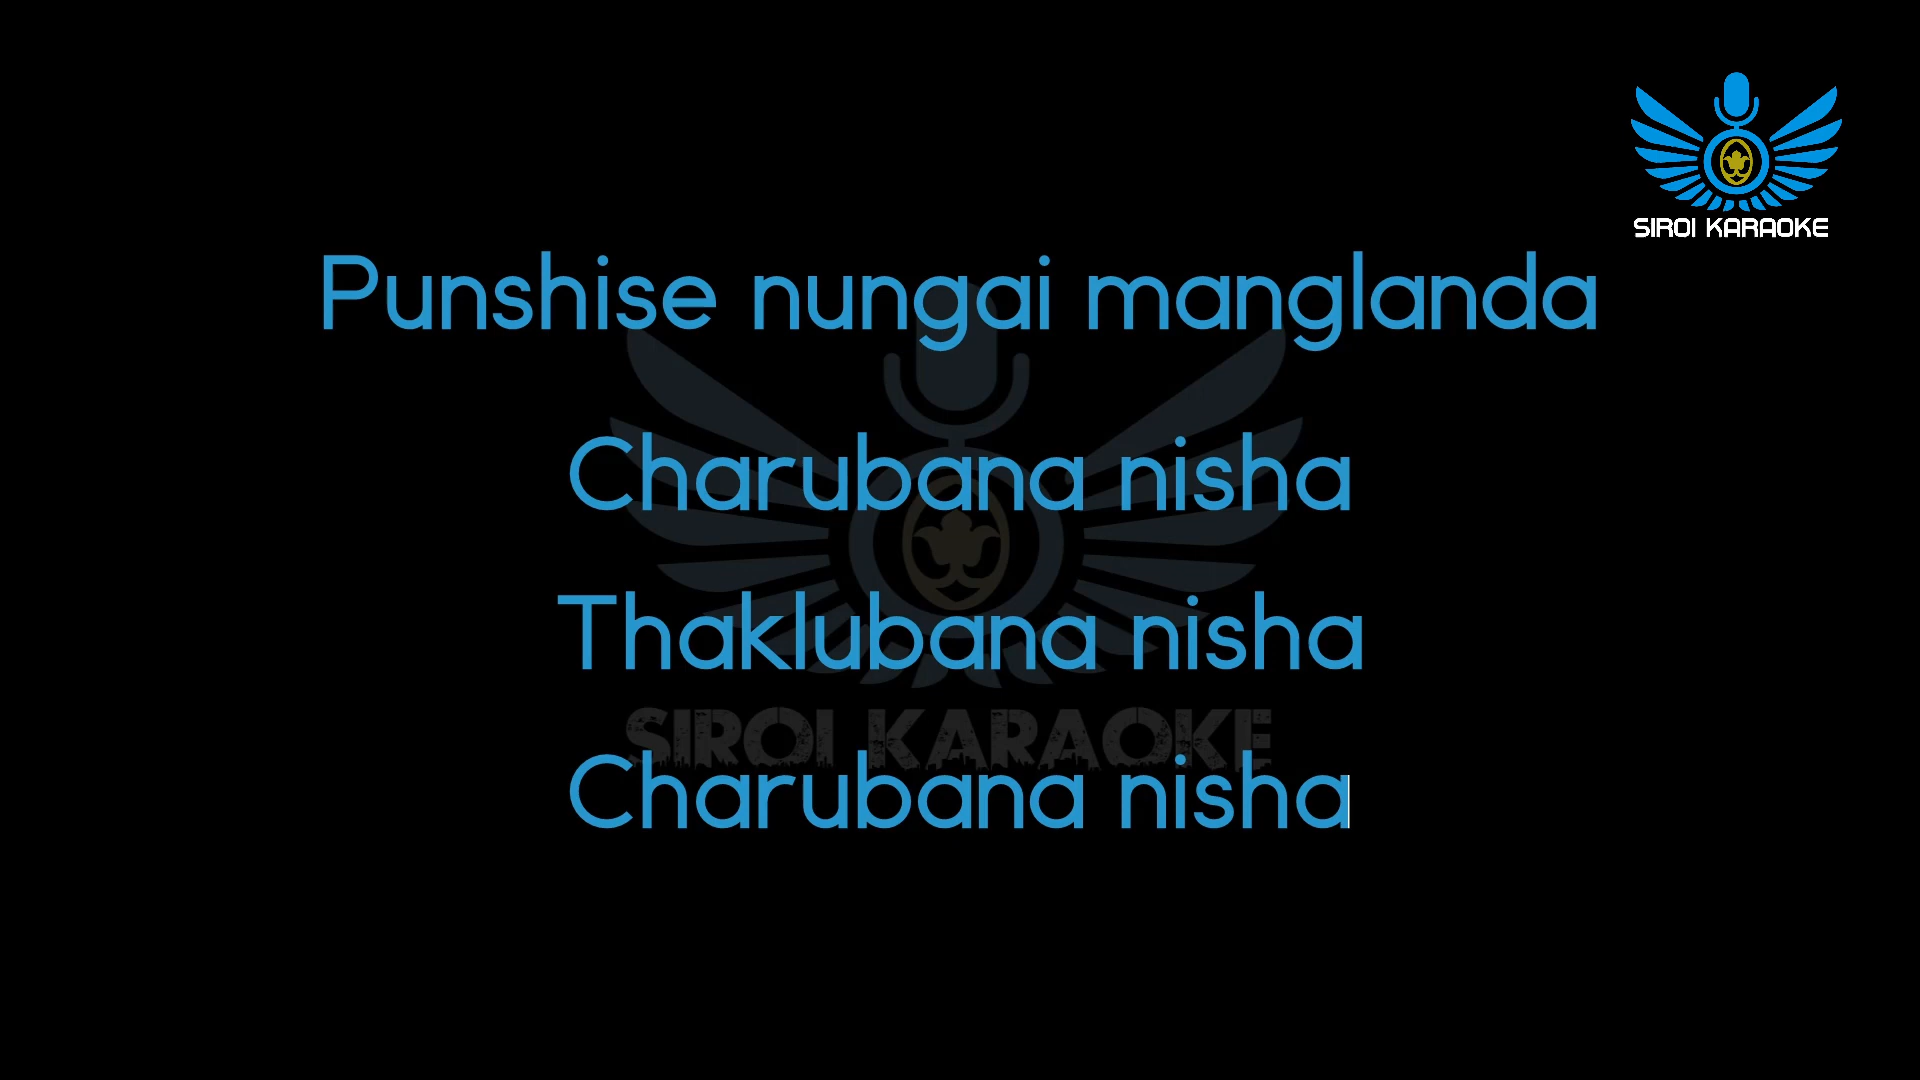 SIROI KARAOKE
Punshise nungai manglanda
Charubana nisha
Thaklubana nisha
SIROI KARAOKE
Charubana nisha